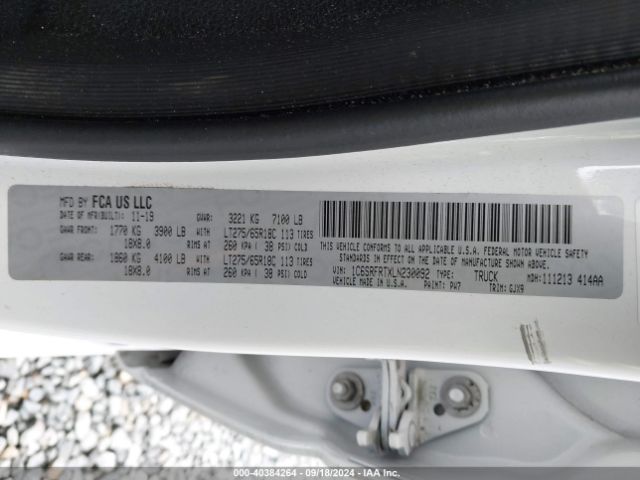 MFD BY FCA US LLC
DATE OF MFR(BUILT): 11-19 GVWR: 3221 KG 7100 LB
GAWR FRONT: 1770 KG 3900 LB WITH LT275/65R18C 113 TIRES
18X8.0 RIMS AT 260 KPA ( 38 PSI) COLD
GAWR REAR: 1860 KG 4100 LB WITH LT275/65R18C 113 TIRES
18X8.0 RIMS AT 260 KPA ( 38 PSI) COLD
THIS VEHICLE CONFORMS TO ALL APPLICABLE U.S.A. FEDERAL MOTOR VEHICLE SAFETY
STANDARDS IN EFFECT ON THE DATE OF MANUFACTURE SHOWN ABOVE.
VIN: 1C6SRFRTXLN230892 TYPE: TRUCK MDH: 111213 414AA
VEHICLE MADE IN U.S.A. PAINT: PW7 TRIM: GJX9
000-40384264 - 09/18/2024 - IAA Inc.